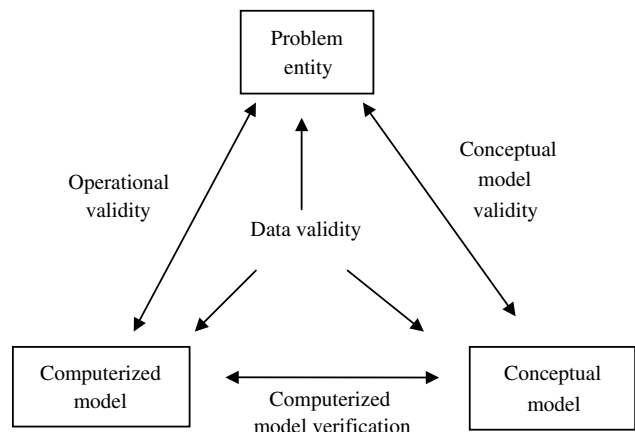 Problem
entity
Operational
validity
Conceptual
model
validity
Data validity
Computerized
model
Computerized
model verification
Conceptual
model